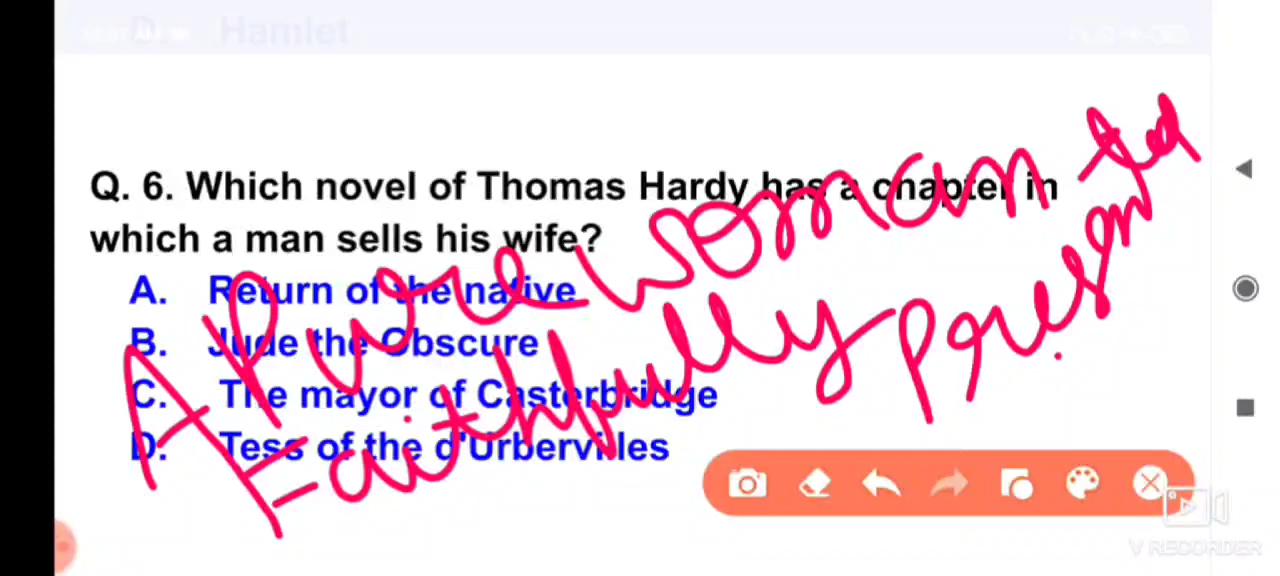 Hamlet
Q. 6. Which novel of Thomas Hardy has a chapter in
which a man sells his wife?
A. Return of the native
B. Jude the Obscure
C. The mayor of Casterbridge
D. Tess of the d'Urbervilles
A Pure woman
Faithfully presented
V RECORDER